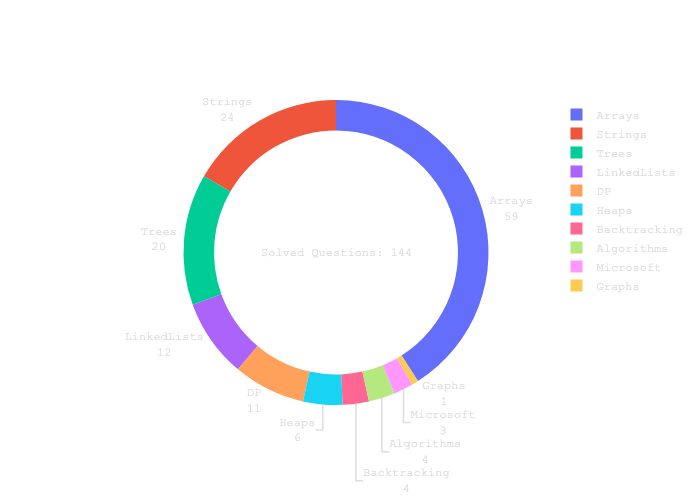 Strings
24
Arrays
59
Trees
20
Solved Questions: 144
LinkedLists
12
DP
11
Heaps
6
Graphs
1
Microsoft
3
Algorithms
4
Backtracking
4
Arrays
Strings
Trees
LinkedLists
DP
Heaps
Backtracking
Algorithms
Microsoft
Graphs